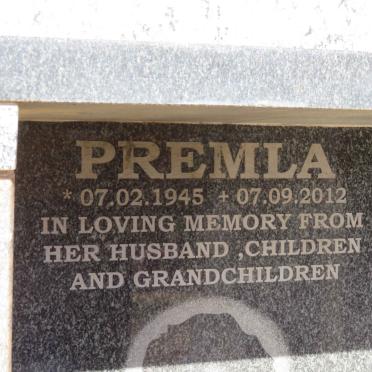 PREMLA
* 07.02.1945 + 07.09.2012
IN LOVING MEMORY FROM
HER HUSBAND ,CHILDREN
AND GRANDCHILDREN